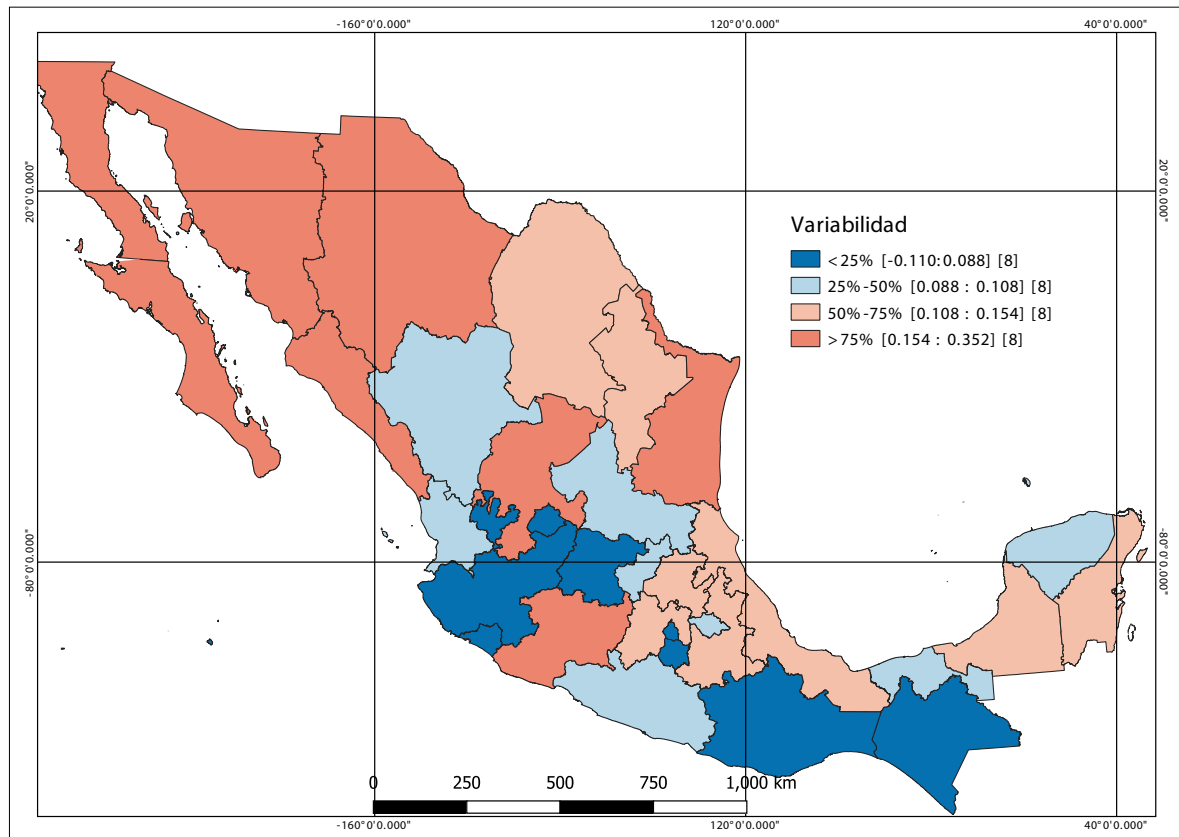 -160°0'0.000" 120°0'0.000" 40°0'0.000"
20°0'0.000" 20°0'0.000"
Variabilidad
<25% [-0.110:0.088] [8]
25%-50% [0.088 : 0.108] [8]
50%-75% [0.108 : 0.154] [8]
>75% [0.154 : 0.352] [8]
-80°0'0.000" -80°0'0.000"
0 250 500 750 1,000 km
-160°0'0.000" 120°0'0.000" 40°0'0.000"